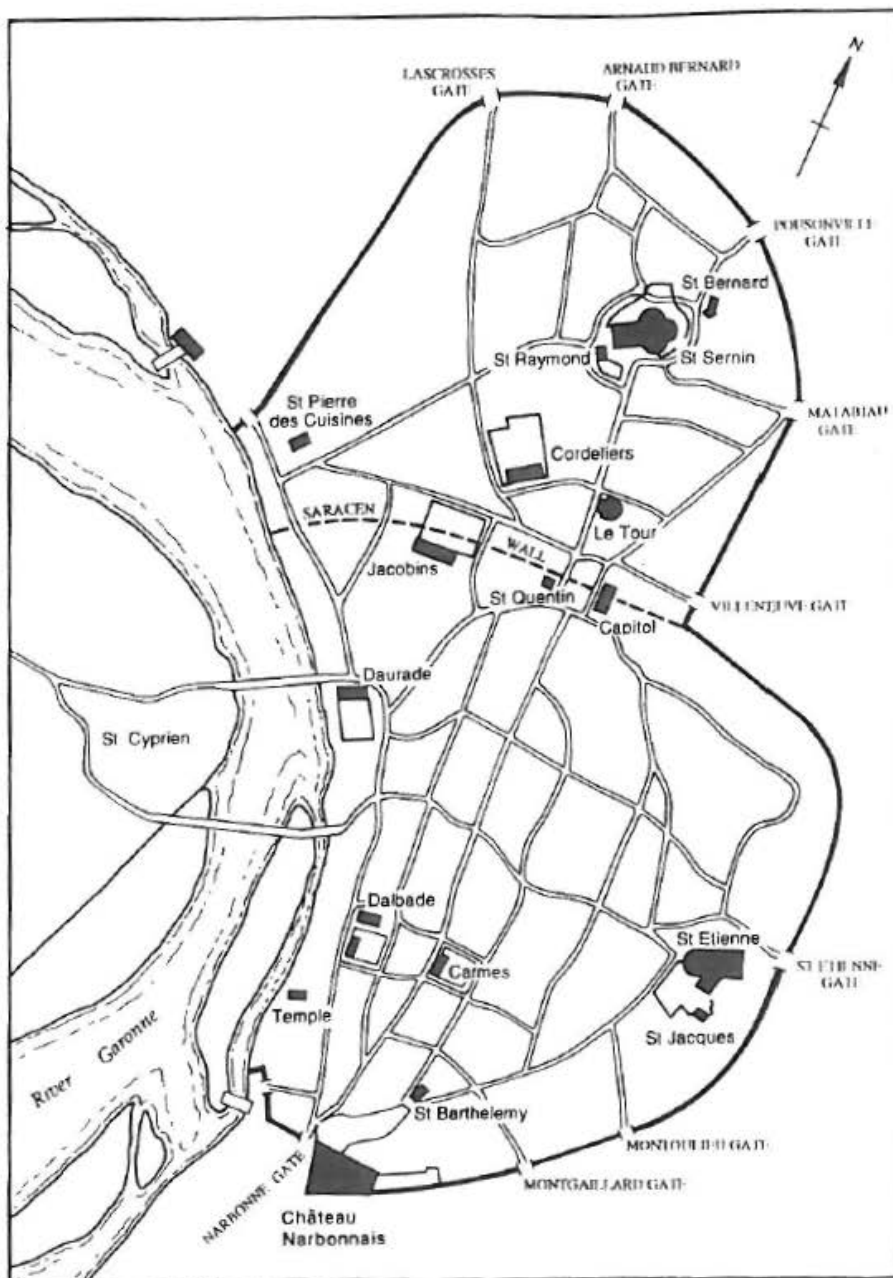 LASCROSSES
GATE
ARNAUD BERNARD
GATE
N
POUSONVILLE
GATE
St Bernard
St Raymond
St Sernin
MATABIAU
GATE
St Pierre
des Cuisines
Cordeliers
SARACEN
WALL
Le Tour
Jacobins
St Quentin
Capitol
VILLENEUVE GATE
Daurade
St Cyprien
Dalbade
St Etienne
Carmes
ST ETIENNE
GATE
Temple
St Jacques
River Garonne
St Barthelemy
MONTOULIEU GATE
MONTGAILLARD GATE
NARBONNE GATE
Château
Narbonnais